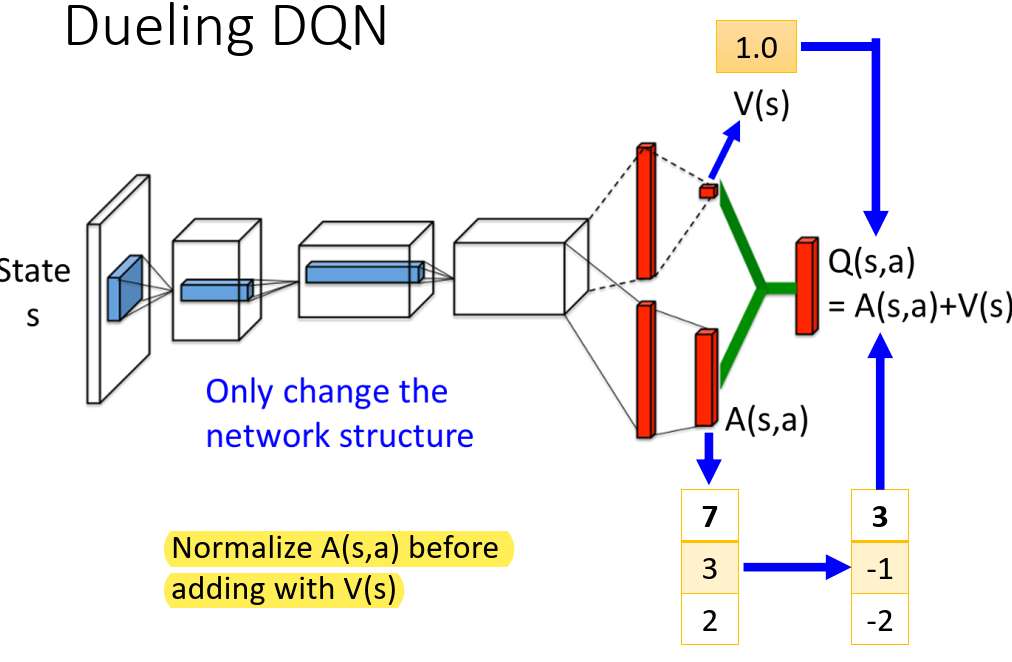 Dueling DQN
1.0
V(s)
State
s
Q(s,a)
= A(s,a)+V(s)
Only change the
network structure
A(s,a)
7
3
2
3
-1
-2
Normalize A(s,a) before
adding with V(s)